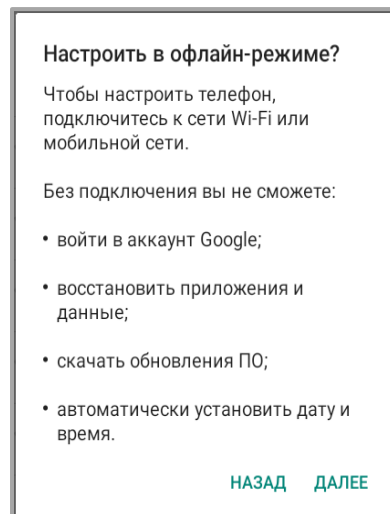 Настроить в офлайн-режиме?
Чтобы настроить телефон,
подключитесь к сети Wi-Fi или
мобильной сети.
Без подключения вы не сможете:
• войти в аккаунт Google;
• восстановить приложения и
данные;
• скачать обновления ПО;
• автоматически установить дату и
время.
НАЗАД ДАЛЕЕ